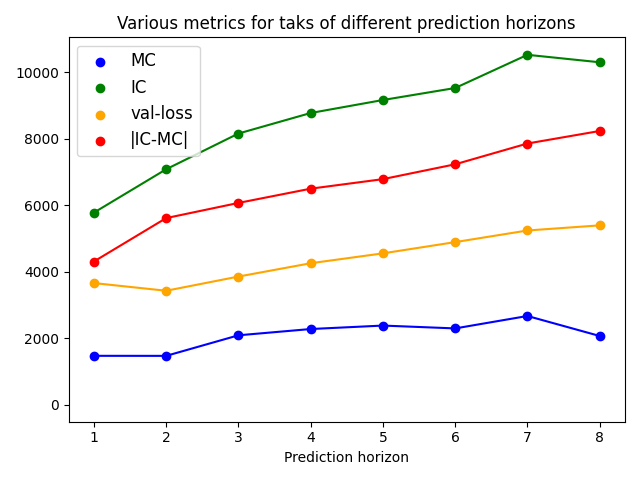 Various metrics for taks of different prediction horizons
MC
IC
val-loss
|IC-MC|
10000
8000
6000
4000
2000
0
1 2 3 4 5 6 7 8
Prediction horizon